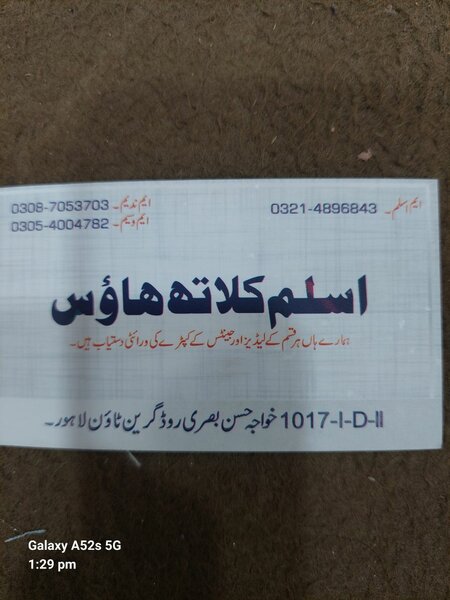 ایم اسلم۔ 0321-4896843
ایم ندیم۔ 0308-7053703
ایم وسیم۔ 0305-4004782
اسلم کلاتھ ھاؤس
ہمارے ہاں ہر قسم کے لیڈیز اور جینٹس کے کپڑے کی ورائٹی دستیاب ہیں۔
1017-I-D-II خواجہ حسن بصری روڈ گرین ٹاؤن لاہور۔
Galaxy A52s 5G
1:29 pm